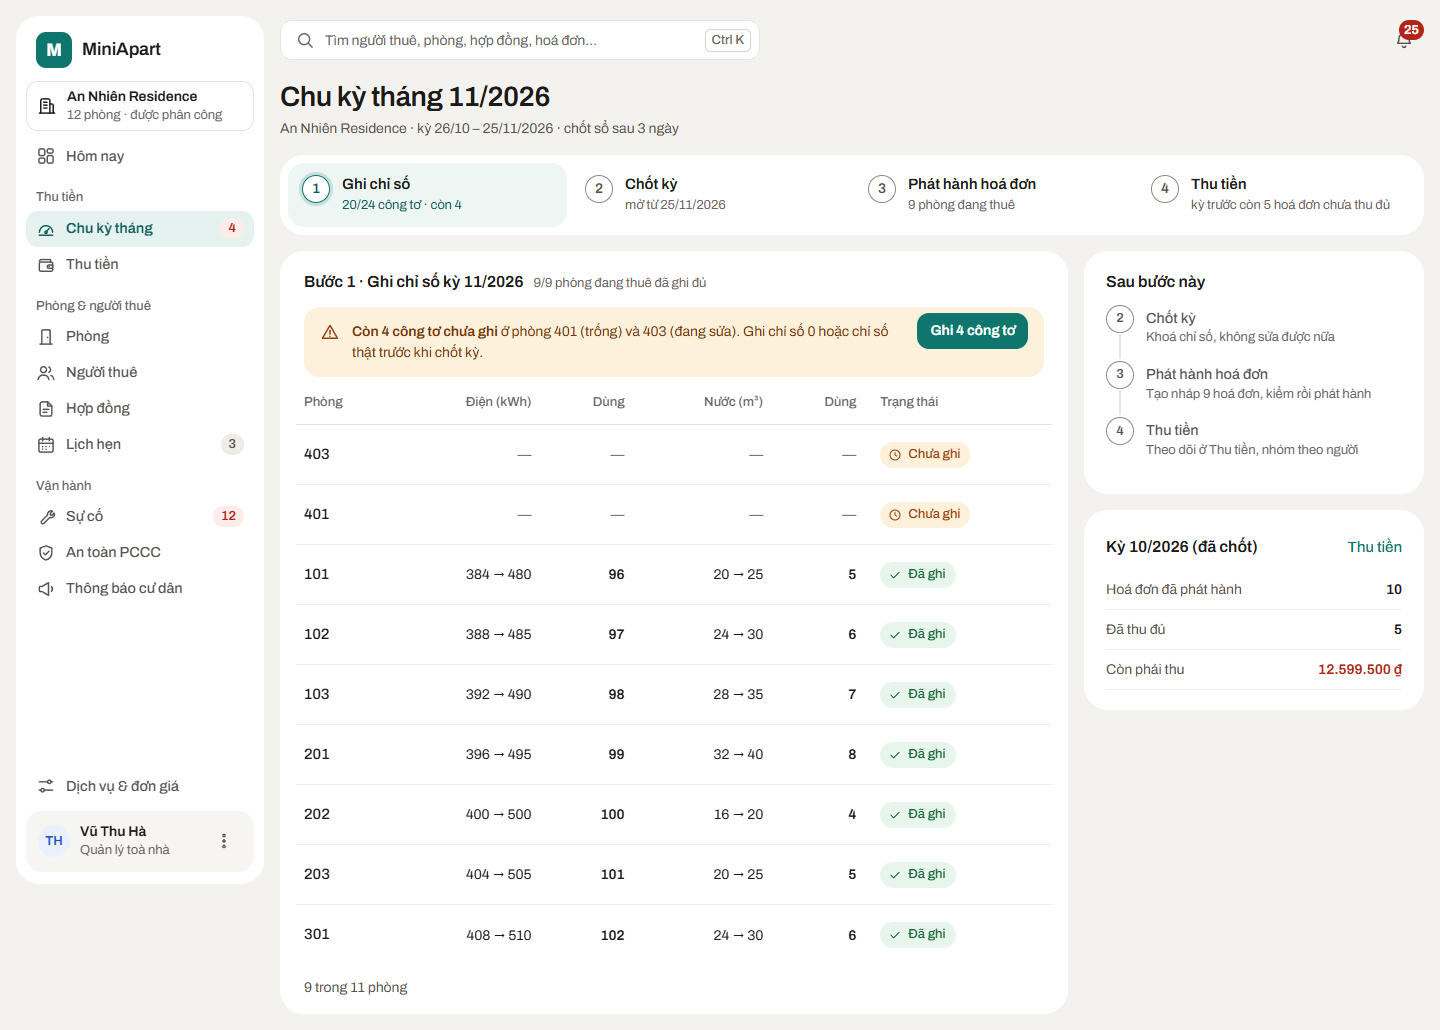 M MiniApart
An Nhiên Residence
12 phòng · được phân công
Hôm nay
Thu tiền
Chu kỳ tháng 4
Thu tiền
Phòng & người thuê
Phòng
Người thuê
Hợp đồng
Lịch hẹn 3
Vận hành
Sự cố 12
An toàn PCCC
Thông báo cư dân
Dịch vụ & đơn giá
TH
Vũ Thu Hà
Quản lý toà nhà
Tìm người thuê, phòng, hợp đồng, hoá đơn... Ctrl K
25
Chu kỳ tháng 11/2026
An Nhiên Residence · kỳ 26/10 – 25/11/2026 · chốt sổ sau 3 ngày
1 Ghi chỉ số
20/24 công tơ · còn 4
2 Chốt kỳ
mở từ 25/11/2026
3 Phát hành hoá đơn
9 phòng đang thuê
4 Thu tiền
kỳ trước còn 5 hoá đơn chưa thu đủ
Bước 1 · Ghi chỉ số kỳ 11/2026 9/9 phòng đang thuê đã ghi đủ
Còn 4 công tơ chưa ghi ở phòng 401 (trống) và 403 (đang sửa). Ghi chỉ số 0 hoặc chỉ số
thật trước khi chốt kỳ.
Ghi 4 công tơ
Phòng Điện (kWh) Dùng Nước (m³) Dùng Trạng thái
403 — — — — Chưa ghi
401 — — — — Chưa ghi
101 384 → 480 96 20 → 25 5 Đã ghi
102 388 → 485 97 24 → 30 6 Đã ghi
103 392 → 490 98 28 → 35 7 Đã ghi
201 396 → 495 99 32 → 40 8 Đã ghi
202 400 → 500 100 16 → 20 4 Đã ghi
203 404 → 505 101 20 → 25 5 Đã ghi
301 408 → 510 102 24 → 30 6 Đã ghi
9 trong 11 phòng
Sau bước này
2 Chốt kỳ
Khoá chỉ số, không sửa được nữa
3 Phát hành hoá đơn
Tạo nháp 9 hoá đơn, kiểm rồi phát hành
4 Thu tiền
Theo dõi ở Thu tiền, nhóm theo người
Kỳ 10/2026 (đã chốt) Thu tiền
Hoá đơn đã phát hành 10
Đã thu đủ 5
Còn phải thu 12.599.500 ₫